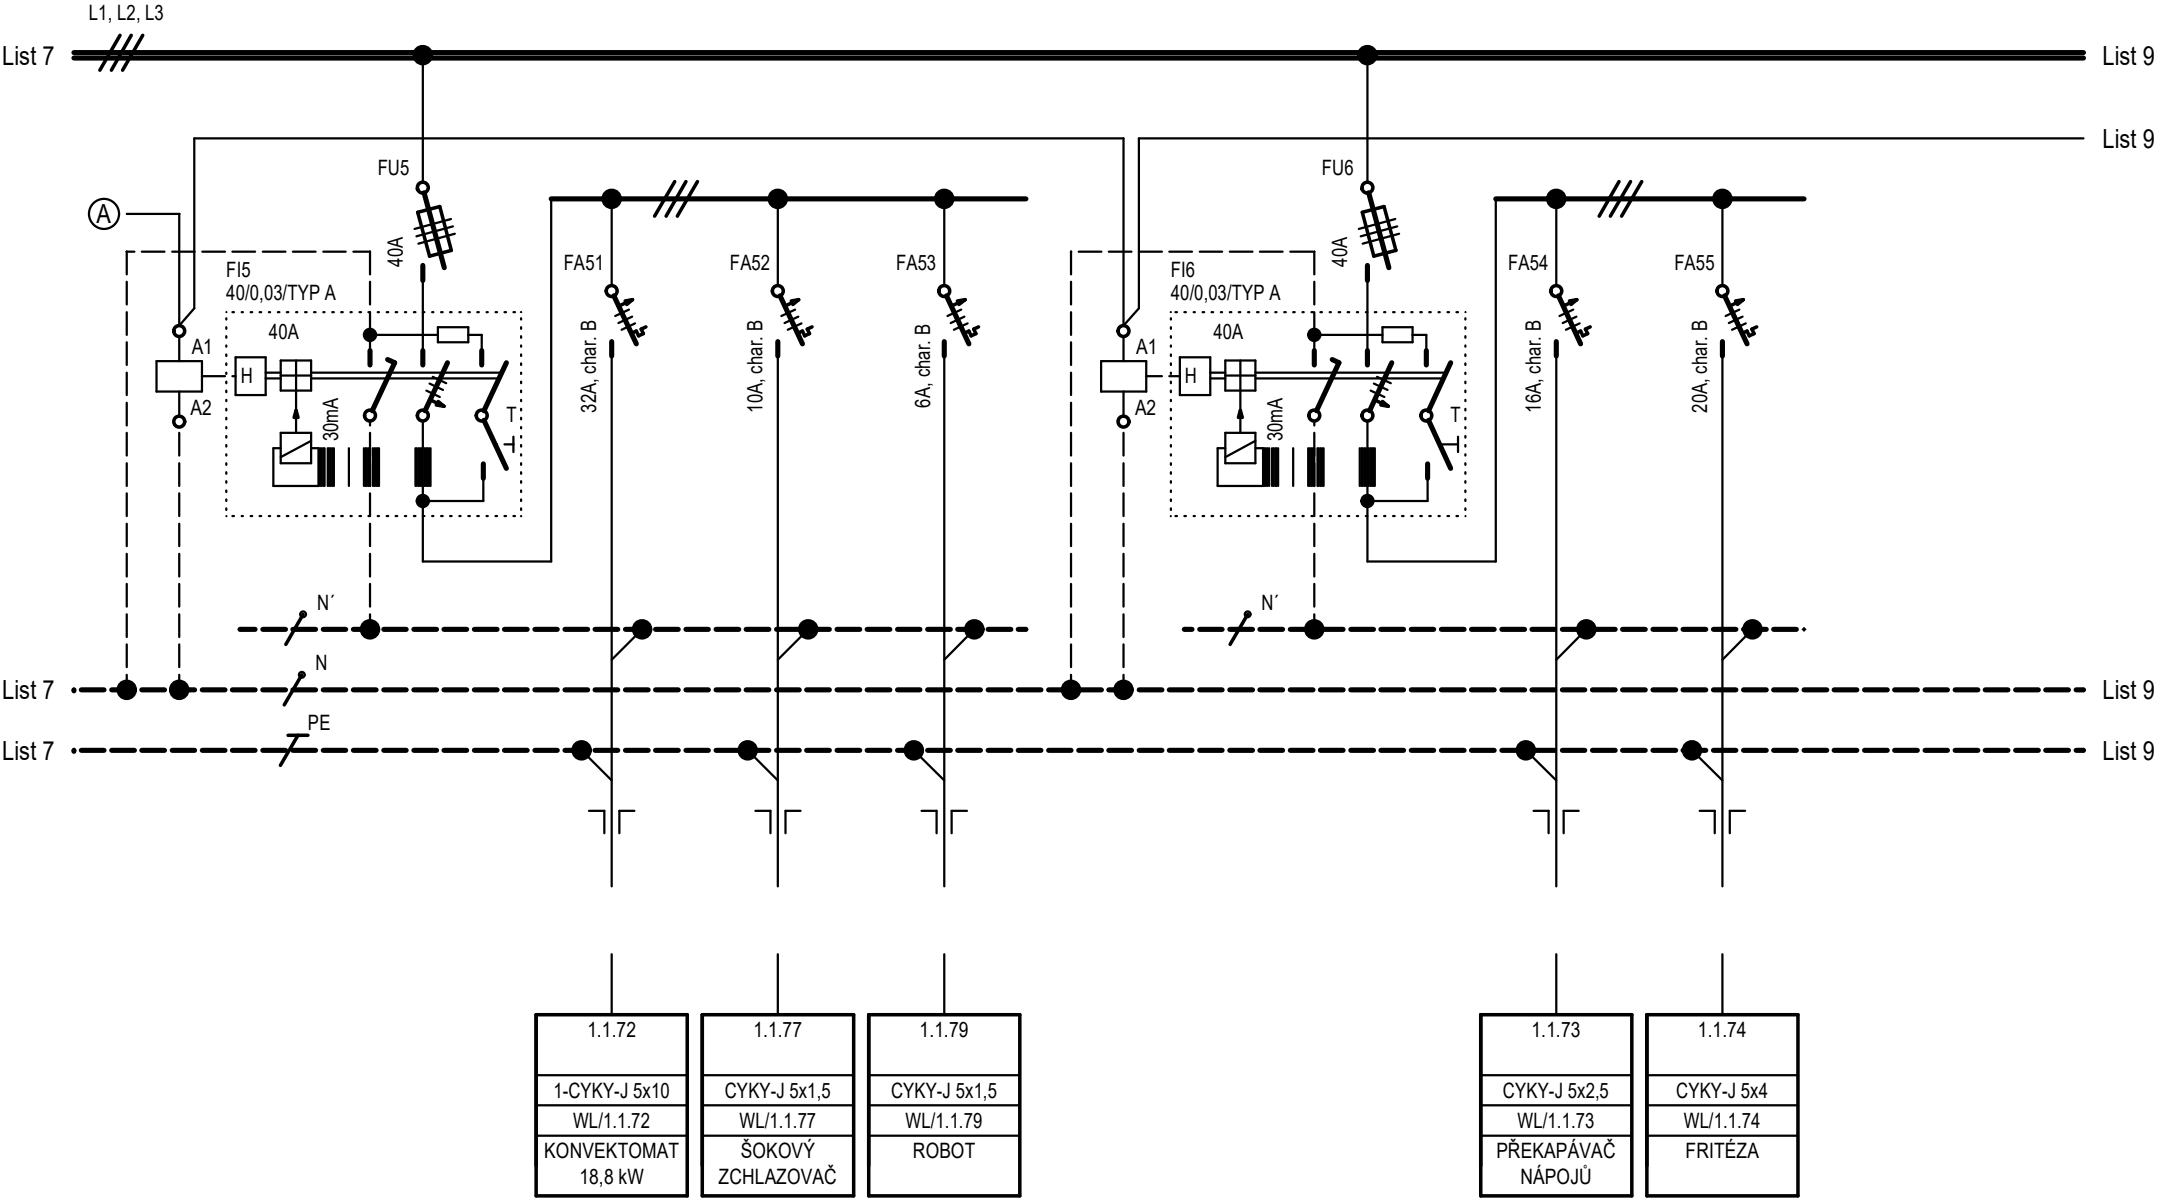 L1, L2, L3
List 7
List 9
List 9
FU5
40A
A
FI5
40/0,03/TYP A
40A
A1
H
A2
30mA
T
FA51
32A, char. B
FA52
10A, char. B
FA53
6A, char. B
FU6
40A
FI6
40/0,03/TYP A
40A
A1
H
A2
30mA
T
FA54
16A, char. B
FA55
20A, char. B
N´
N´
List 7
N
List 9
List 7
PE
List 9
1.1.72
1-CYKY-J 5x10
WL/1.1.72
KONVEKTOMAT
18,8 kW
1.1.77
CYKY-J 5x1,5
WL/1.1.77
ŠOKOVÝ
ZCHLAZOVAČ
1.1.79
CYKY-J 5x1,5
WL/1.1.79
ROBOT
1.1.73
CYKY-J 5x2,5
WL/1.1.73
PŘEKAPÁVAČ
NÁPOJŮ
1.1.74
CYKY-J 5x4
WL/1.1.74
FRITÉZA